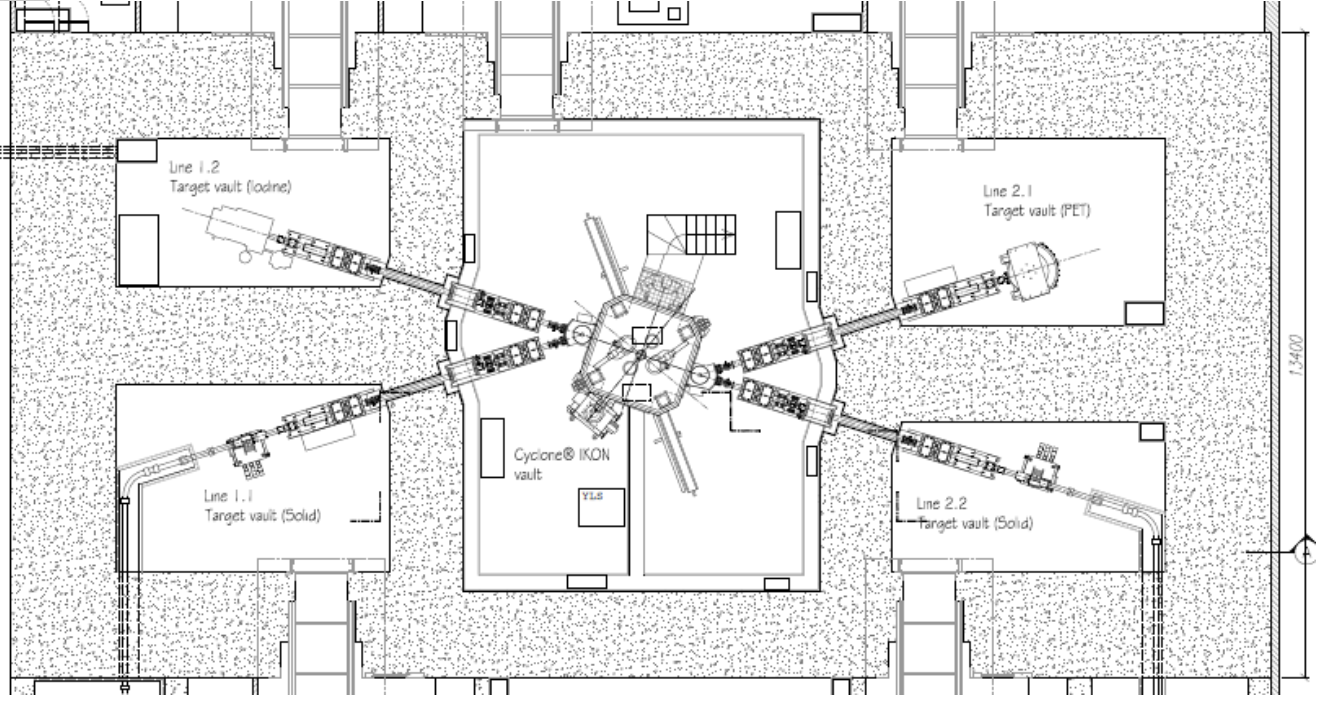 Line 1.2
Target vault (Iodine)
Line 2.1
Target vault (PET)
Cyclone® IKON
vault
YLS
Line 1.1
Target vault (Solid)
Line 2.2
Target vault (Solid)
A